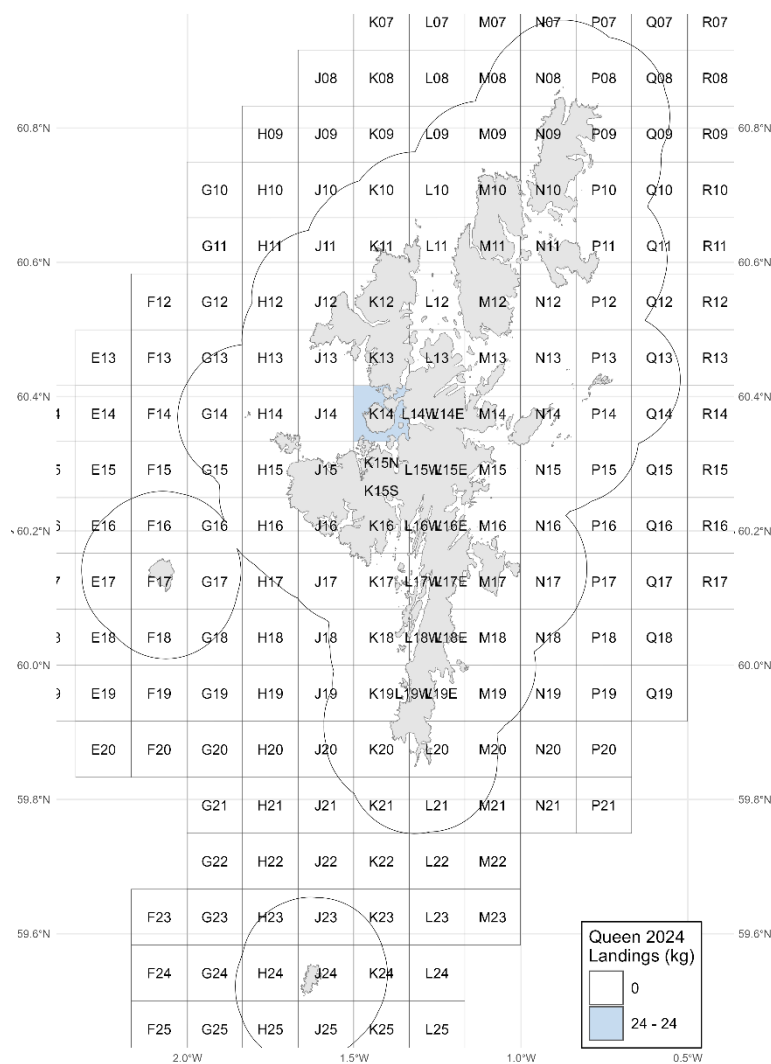 K07 L07 M07 N07 P07 Q07 R07
J08 K08 L08 M08 N08 P08 Q08 R08
60.8°N H09 J09 K09 L09 M09 N09 P09 Q09 R09 60.8°N
G10 H10 J10 K10 L10 M10 N10 P10 Q10 R10
G11 H11 J11 K11 L11 M11 N11 P11 Q11 R11
60.6°N 60.6°N
F12 G12 H12 J12 K12 L12 M12 N12 P12 Q12 R12
E13 F13 G13 H13 J13 K13 L13 M13 N13 P13 Q13 R13
60.4°N 60.4°N
4 E14 F14 G14 H14 J14 K14 L14W L14E M14 N14 P14 Q14 R14
K15N
5 E15 F15 G15 H15 J15 L15W L15E M15 N15 P15 Q15 R15
K15S
60.2°N 6 E16 F16 G16 H16 J16 K16 L16W L16E M16 N16 P16 Q16 R16 60.2°N
7 E17 F17 G17 H17 J17 K17 L17W L17E M17 N17 P17 Q17 R17
8 E18 F18 G18 H18 J18 K18 L18W L18E M18 N18 P18 Q18
60.0°N 60.0°N
9 E19 F19 G19 H19 J19 K19 L19W L19E M19 N19 P19 Q19
E20 F20 G20 H20 J20 K20 L20 M20 N20 P20
59.8°N G21 H21 J21 K21 L21 M21 N21 P21 59.8°N
G22 H22 J22 K22 L22 M22
F23 G23 H23 J23 K23 L23 M23
59.6°N 59.6°N
F24 G24 H24 J24 K24 L24
F25 G25 H25 J25 K25 L25
Queen 2024
Landings (kg)
0
24 - 24
2.0°W 1.5°W 1.0°W 0.5°W